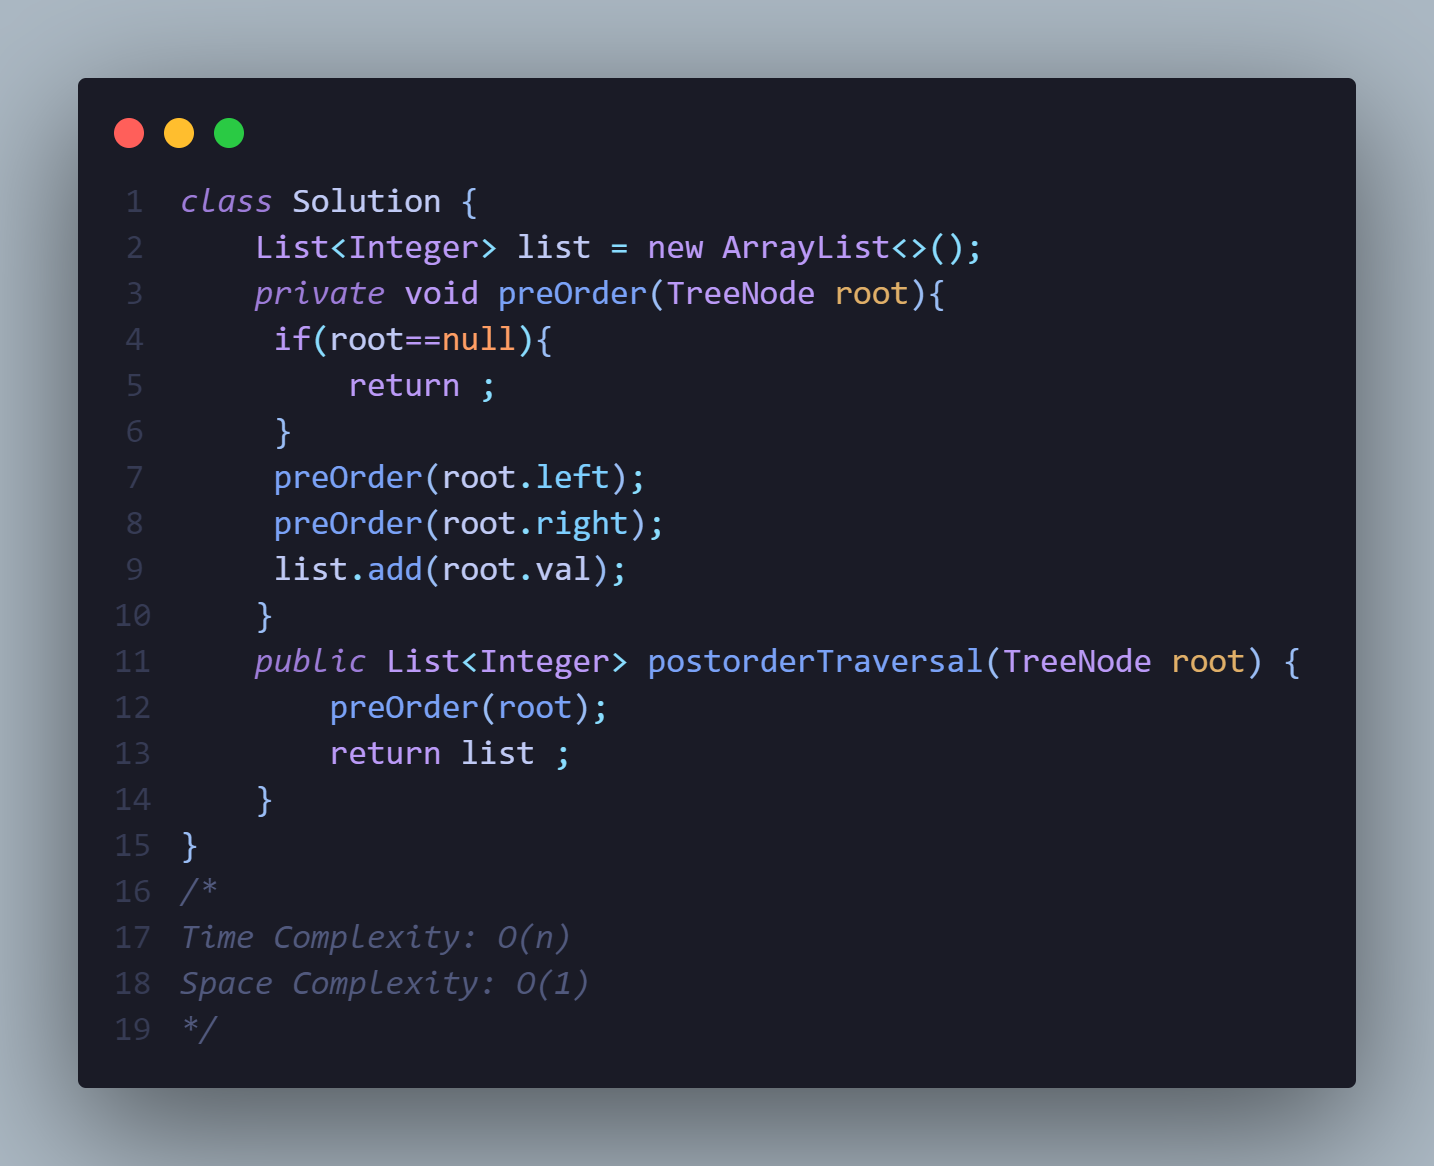 1 class Solution {
2     List<Integer> list = new ArrayList<>();
3     private void preOrder(TreeNode root){
4      if(root==null){
5          return ;
6      }
7      preOrder(root.left);
8      preOrder(root.right);
9      list.add(root.val);
10     }
11     public List<Integer> postorderTraversal(TreeNode root) {
12         preOrder(root);
13         return list ;
14     }
15 }
16 /*
17 Time Complexity: O(n)
18 Space Complexity: O(1)
19 */